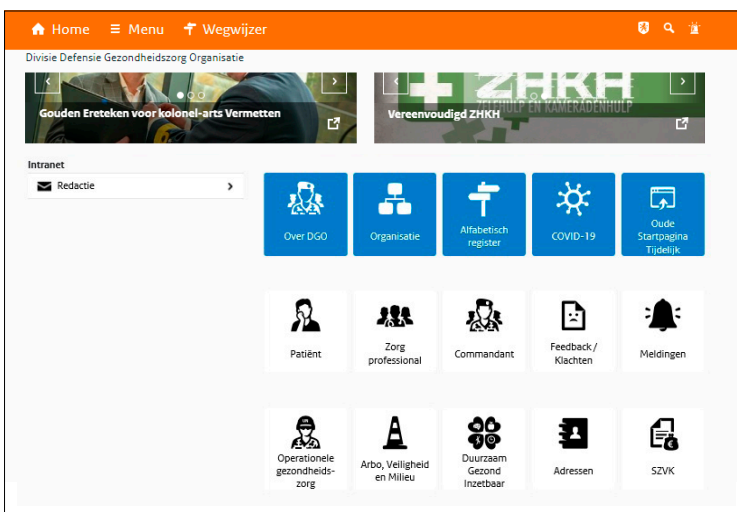 Home Menu Wegwijzer
Divisie Defensie Gezondheidszorg Organisatie
ZHKH
ZELFHULP EN KAMERADENHULP
Gouden Ereteken voor kolonel-arts Vermetten
Vereenvoudigd ZHKH
Intranet
Redactie
Over DGO
Organisatie
Alfabetisch
register
COVID-19
Oude
Startpagina
Tijdelijk
Patiënt
Zorg
professional
Commandant
Feedback /
Klachten
Meldingen
Operationele
gezondheids-
zorg
Arbo, Veiligheid
en Milieu
Duurzaam
Gezond
Inzetbaar
Adressen
SZVK